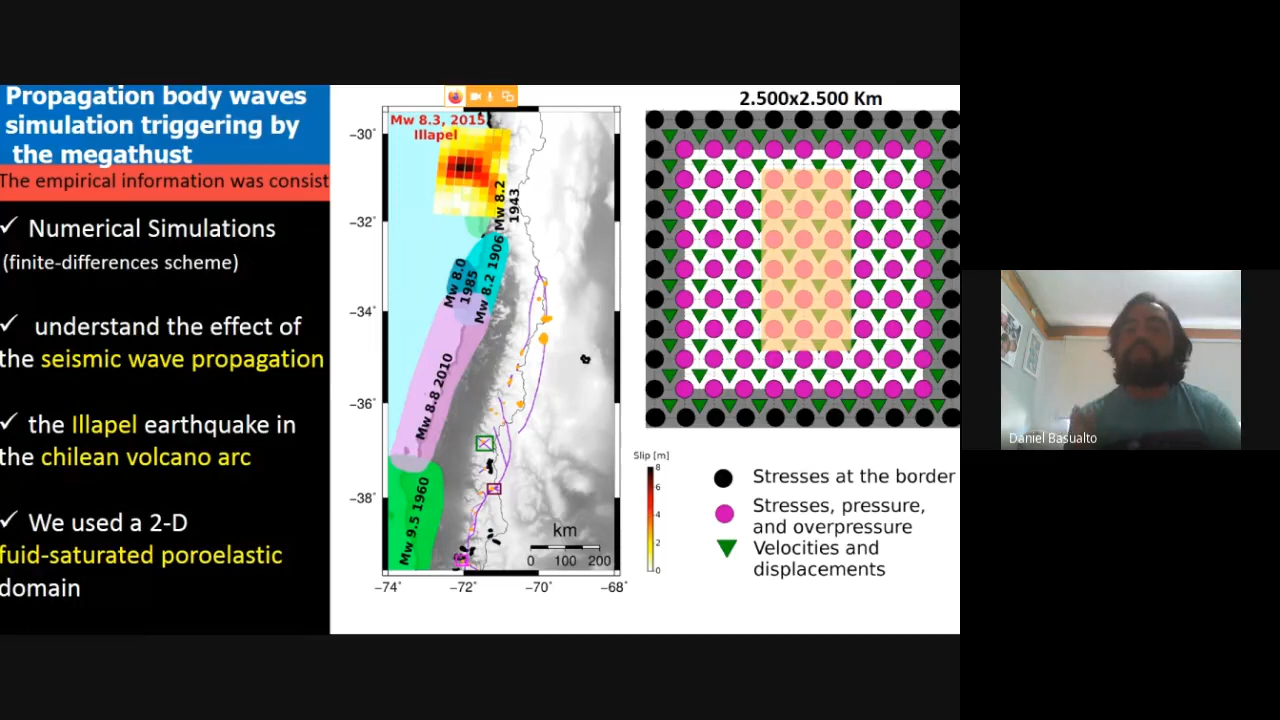 Propagation body waves
simulation triggering by
the megathust
The empirical information was consist
✓ Numerical Simulations
(finite-differences scheme)
✓ understand the effect of
the seismic wave propagation
✓ the Illapel earthquake in
the chilean volcano arc
✓ We used a 2-D
fuid-saturated poroelastic
domain
Mw 8.3, 2015
Illapel
Mw 8.2
1943
Mw 8.0
1985
Mw 8.2 1906
Mw 8.8 2010
Mw 9.5 1960
−30°
−32°
−34°
−36°
−38°
−74°
−72°
−70°
−68°
km
0 100 200
Slip [m]
8
6
4
2
0
2.500x2.500 Km
Stresses at the border
Stresses, pressure,
and overpressure
Velocities and
displacements
Daniel Basualto